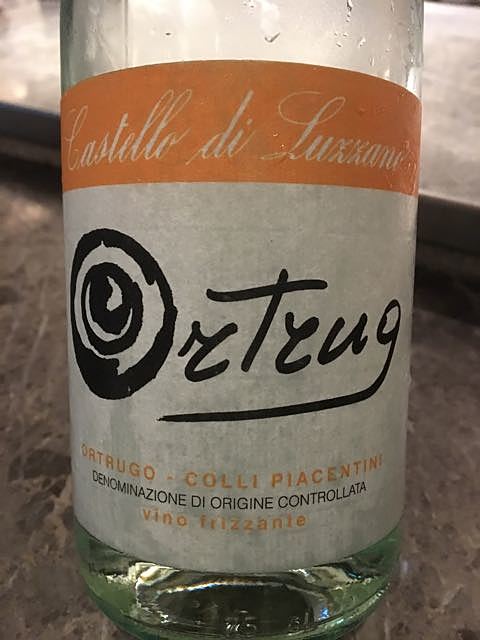 Castello di Luzzano
Ortrug
ORTRUGO - COLLI PIACENTINI
DENOMINAZIONE DI ORIGINE CONTROLLATA
vino frizzante